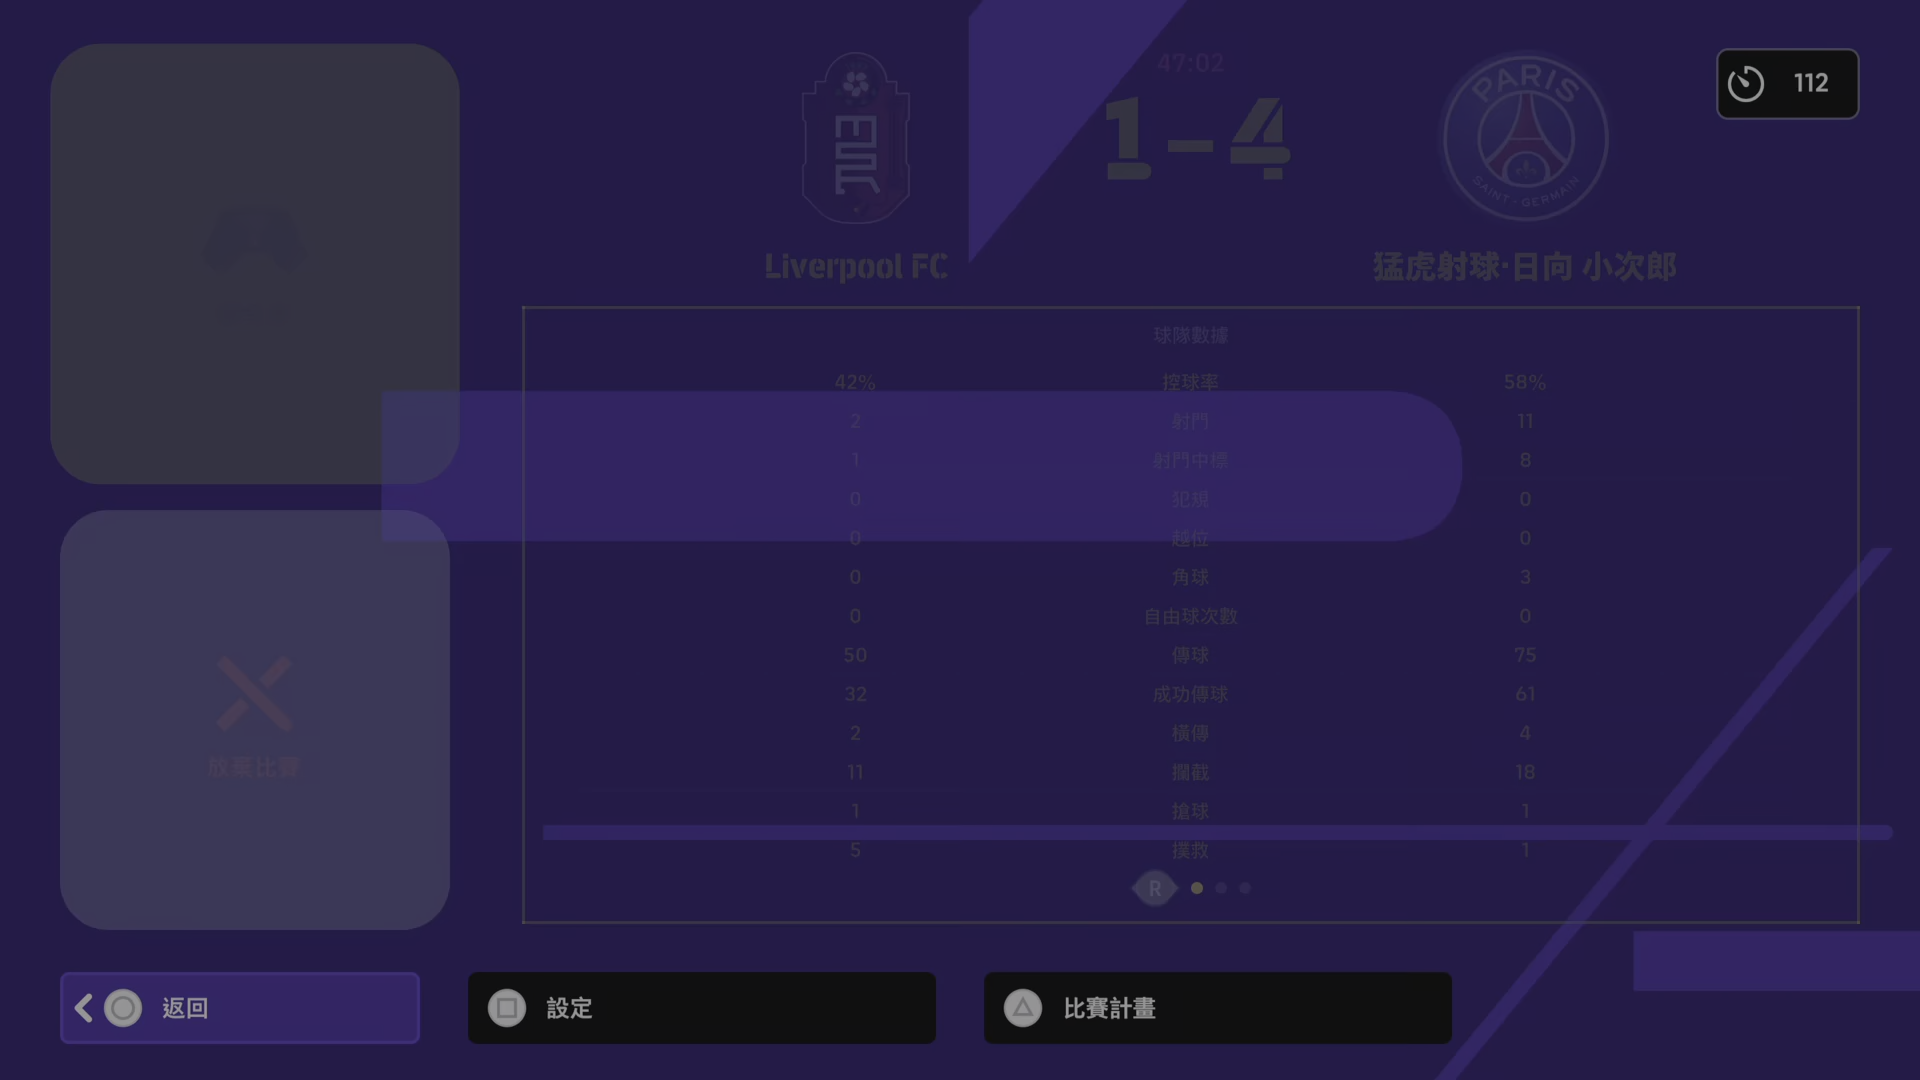 47:02
112
1-4
PARIS
SAINT-GERMAIN
Liverpool FC
猛虎射球·日向 小次郎
球隊數據
42% 控球率 58%
2 射門 11
1 射門中標 8
0 犯規 0
0 越位 0
0 角球 3
0 自由球次數 0
50 傳球 75
32 成功傳球 61
2 橫傳 4
11 攔截 18
1 搶球 1
5 撲救 1
放棄比賽
R
返回
設定
比賽計畫